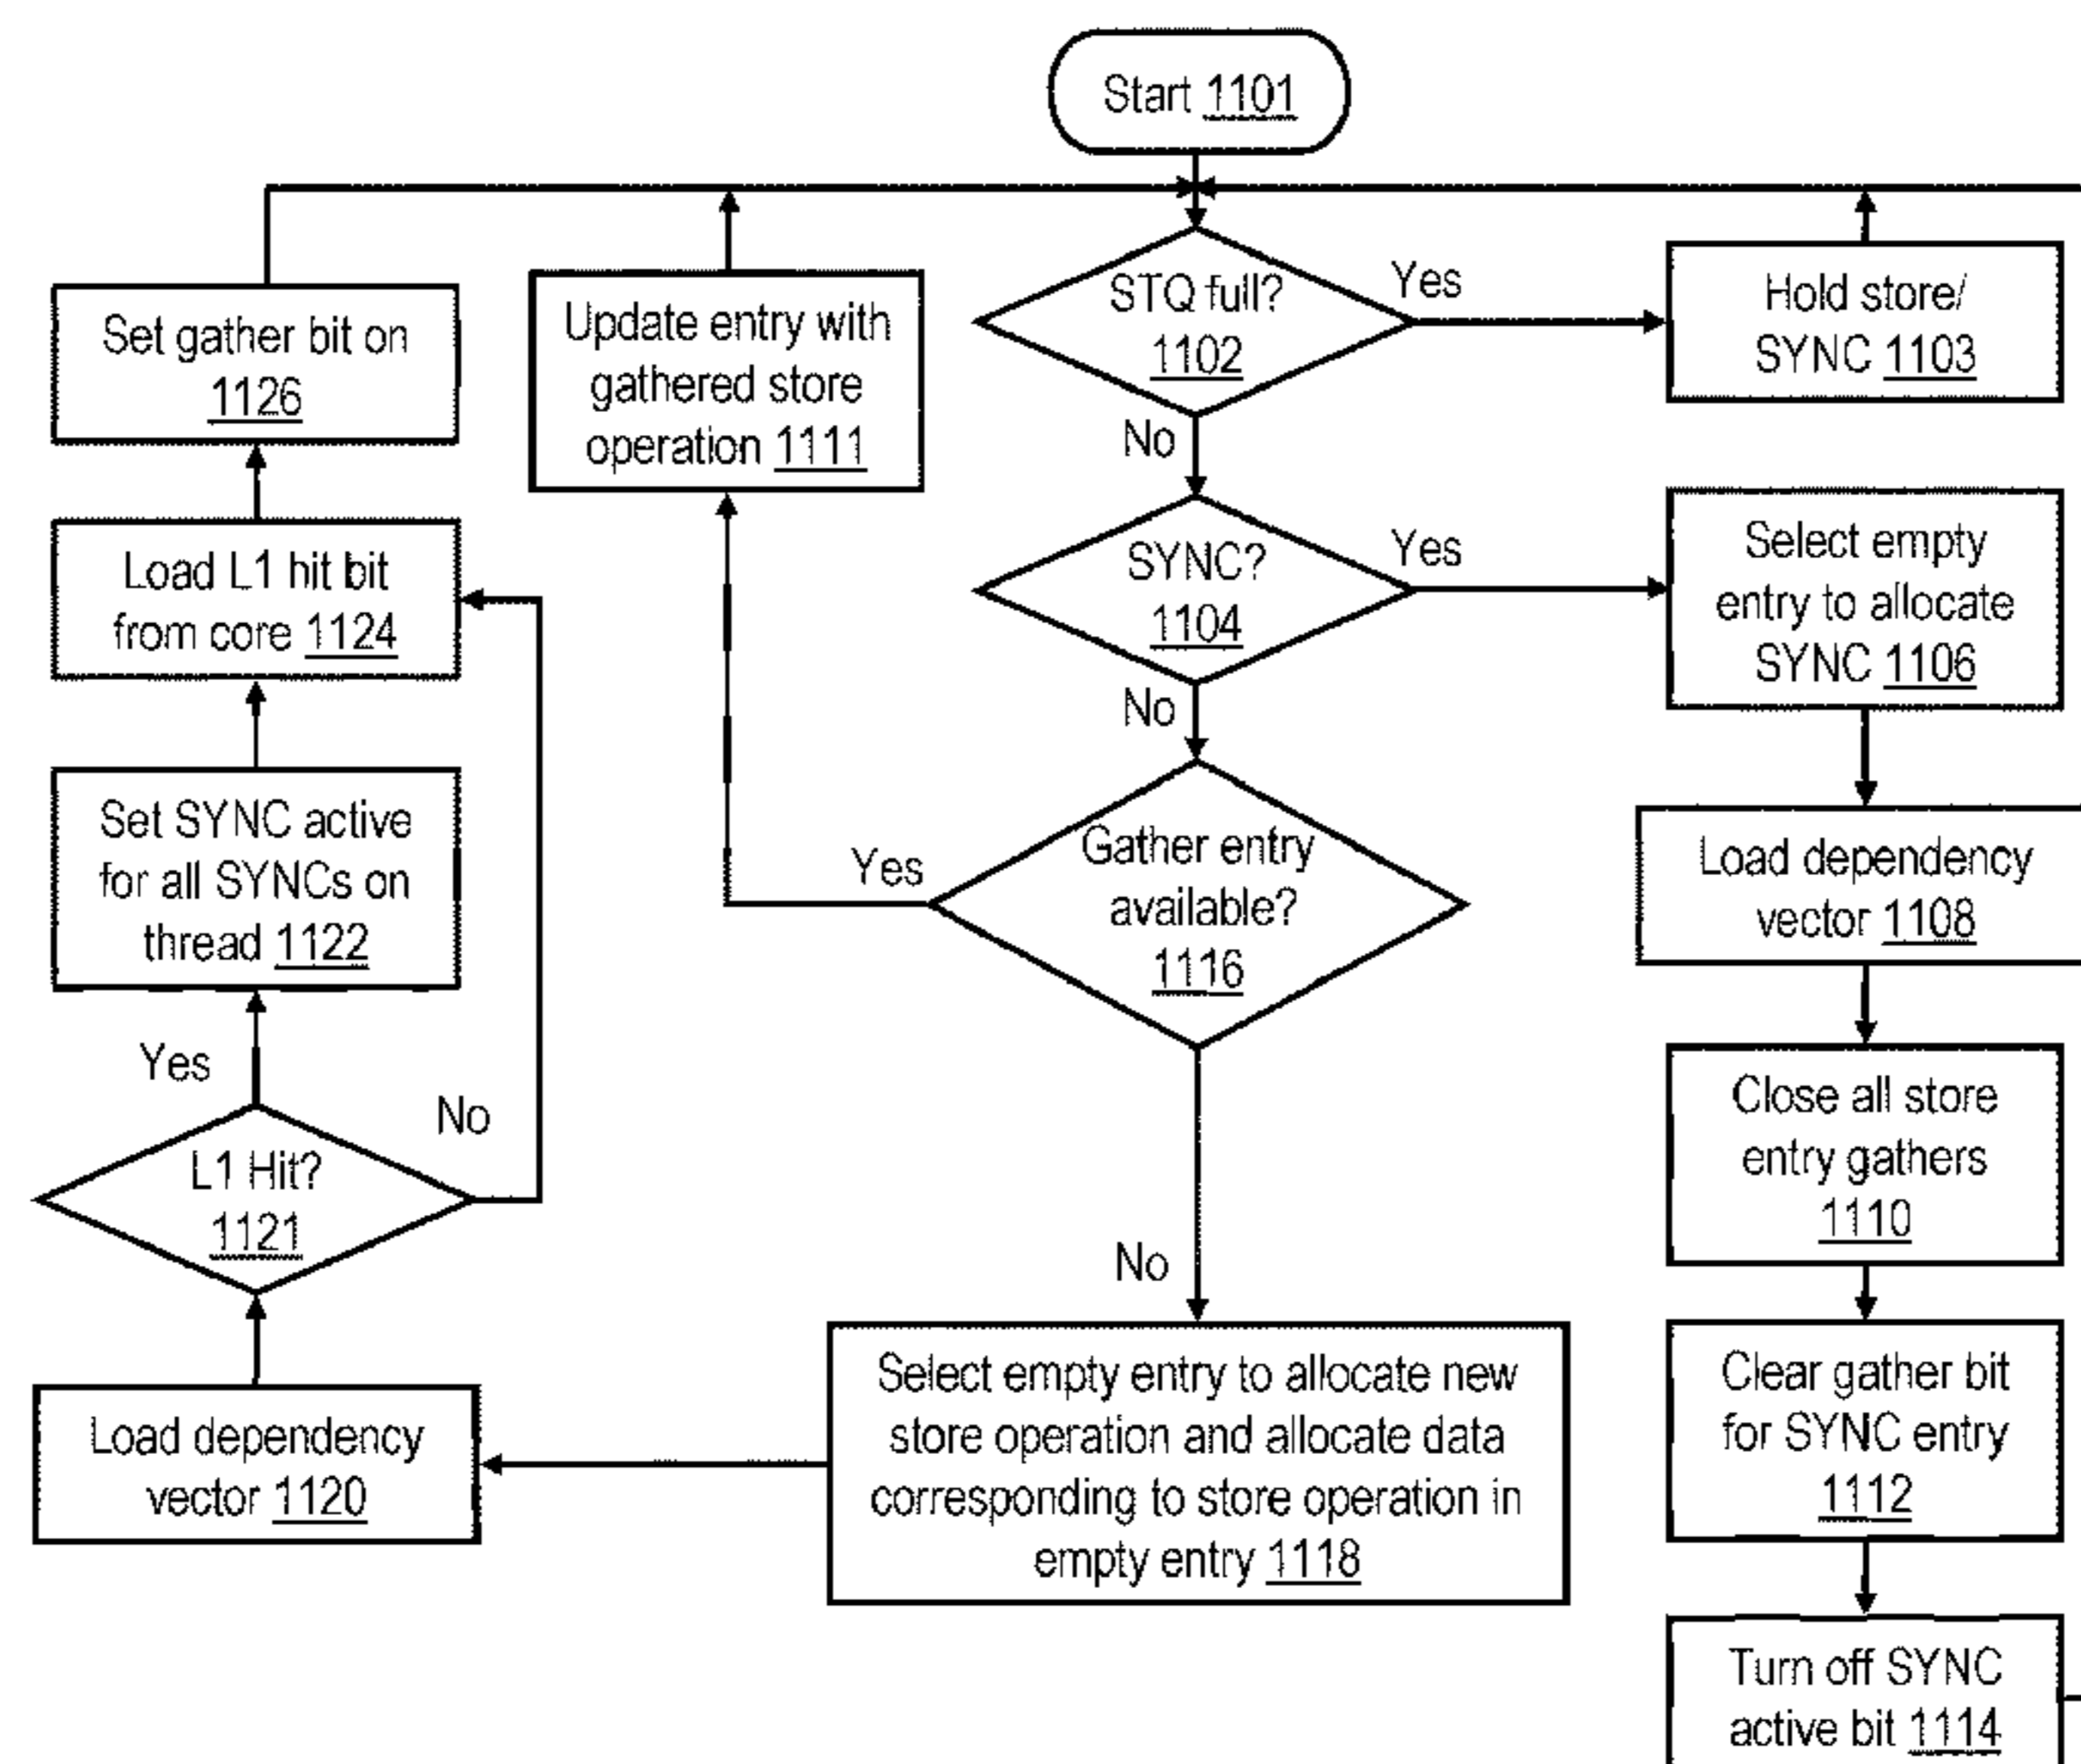 Start 1101
STQ full?
1102
Yes
Hold store/
SYNC 1103
No
SYNC?
1104
Yes
Select empty
entry to allocate
SYNC 1106
No
Gather entry
available?
1116
Yes
Update entry with
gathered store
operation 1111
No
Load dependency
vector 1108
Close all store
entry gathers
1110
Clear gather bit
for SYNC entry
1112
Turn off SYNC
active bit 1114
Select empty entry to allocate new
store operation and allocate data
corresponding to store operation in
empty entry 1118
Load dependency
vector 1120
L1 Hit?
1121
Yes
No
Set SYNC active
for all SYNCs on
thread 1122
Load L1 hit bit
from core 1124
Set gather bit on
1126